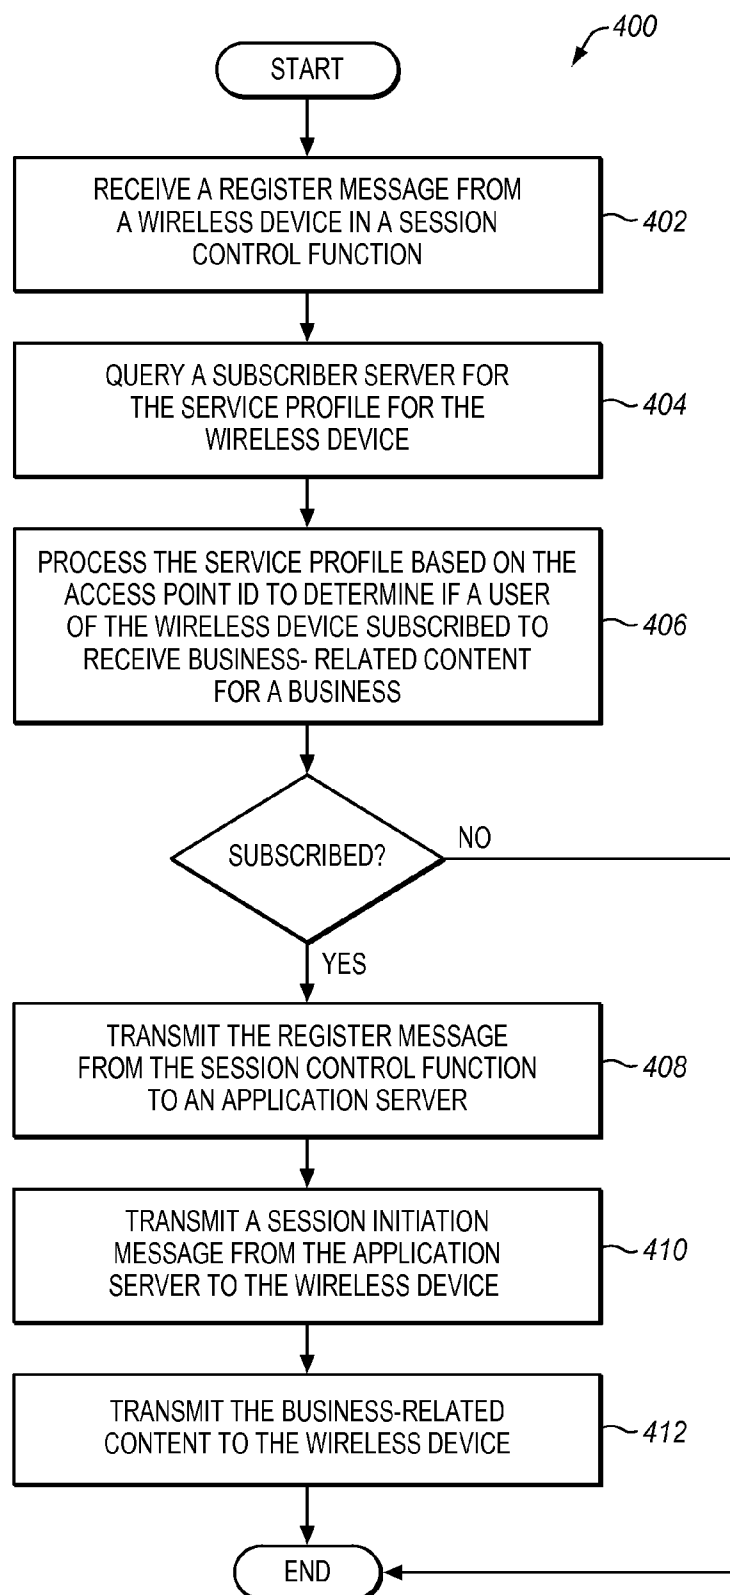 400
START
RECEIVE A REGISTER MESSAGE FROM
A WIRELESS DEVICE IN A SESSION
CONTROL FUNCTION
402
QUERY A SUBSCRIBER SERVER FOR
THE SERVICE PROFILE FOR THE
WIRELESS DEVICE
404
PROCESS THE SERVICE PROFILE BASED ON THE
ACCESS POINT ID TO DETERMINE IF A USER
OF THE WIRELESS DEVICE SUBSCRIBED TO
RECEIVE BUSINESS- RELATED CONTENT
FOR A BUSINESS
406
SUBSCRIBED?
NO
YES
TRANSMIT THE REGISTER MESSAGE
FROM THE SESSION CONTROL FUNCTION
TO AN APPLICATION SERVER
408
TRANSMIT A SESSION INITIATION
MESSAGE FROM THE APPLICATION
SERVER TO THE WIRELESS DEVICE
410
TRANSMIT THE BUSINESS-RELATED
CONTENT TO THE WIRELESS DEVICE
412
END